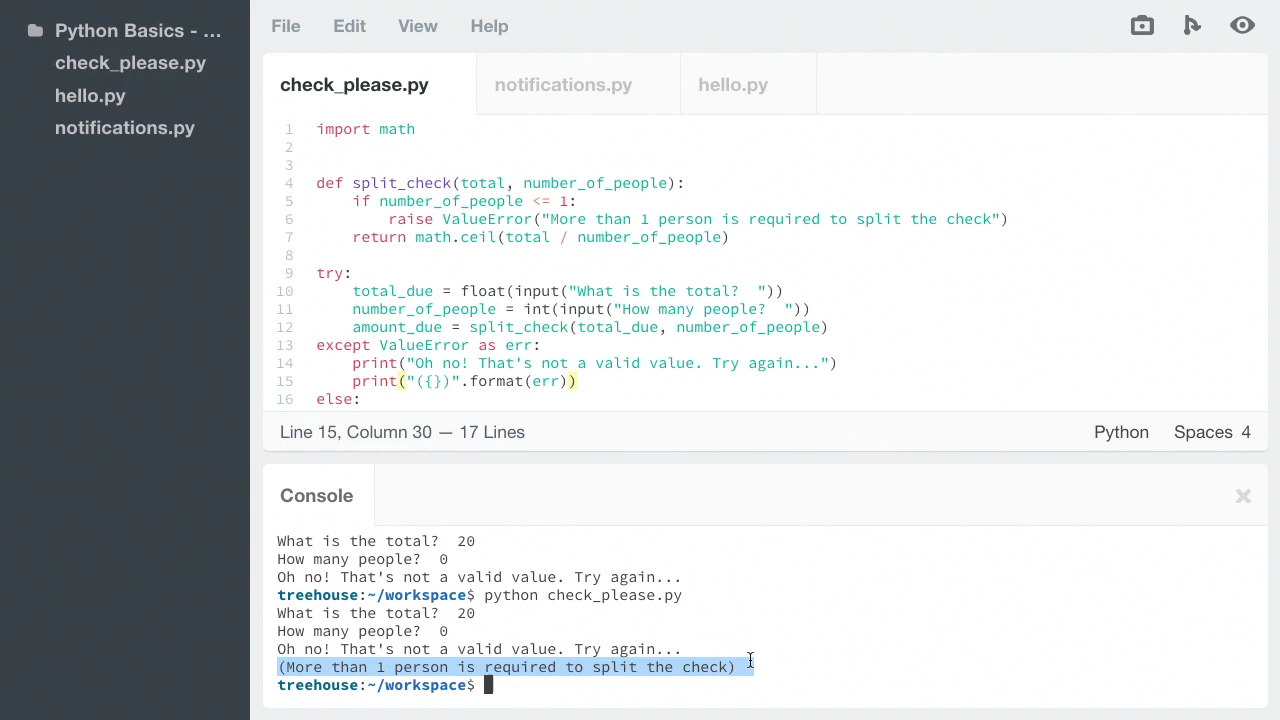 Python Basics - ...
check_please.py
hello.py
notifications.py
File Edit View Help
check_please.py notifications.py hello.py
1 import math
2
3
4 def split_check(total, number_of_people):
5     if number_of_people <= 1:
6         raise ValueError("More than 1 person is required to split the check")
7     return math.ceil(total / number_of_people)
8
9 try:
10     total_due = float(input("What is the total?  "))
11     number_of_people = int(input("How many people?  "))
12     amount_due = split_check(total_due, number_of_people)
13 except ValueError as err:
14     print("Oh no! That's not a valid value. Try again...")
15     print("({})".format(err))
16 else:
Line 15, Column 30 — 17 Lines Python Spaces 4
Console
What is the total?  20
How many people?  0
Oh no! That's not a valid value. Try again...
treehouse:~/workspace$ python check_please.py
What is the total?  20
How many people?  0
Oh no! That's not a valid value. Try again...
(More than 1 person is required to split the check)
treehouse:~/workspace$